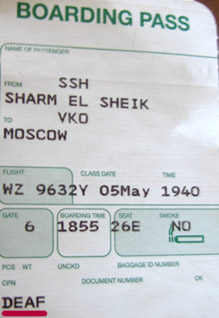 BOARDING PASS
NAME OF PASSENGER
FROM SSH
SHARM EL SHEIK
TO VKO
MOSCOW
FLIGHT CLASS DATE TIME
WZ 9632Y 05May 1940
GATE BOARDING TIME SEAT SMOKE
6 1855 26E NO
PCS WT UNCKD BAGGAGE ID NUMBER
CPN DOCUMENT NUMBER CK
DEAF